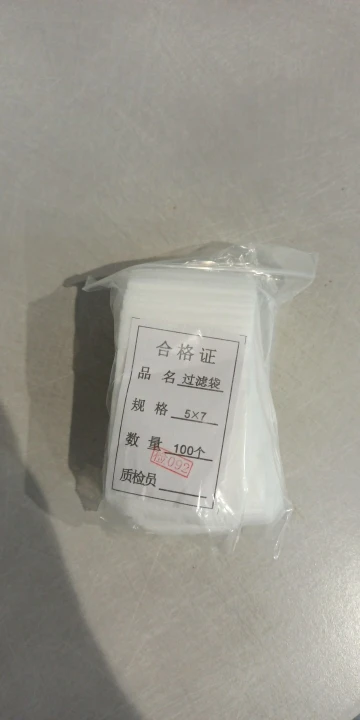 合格证
品 名 过滤袋
规 格 5×7
数 量 100个
092
质检员